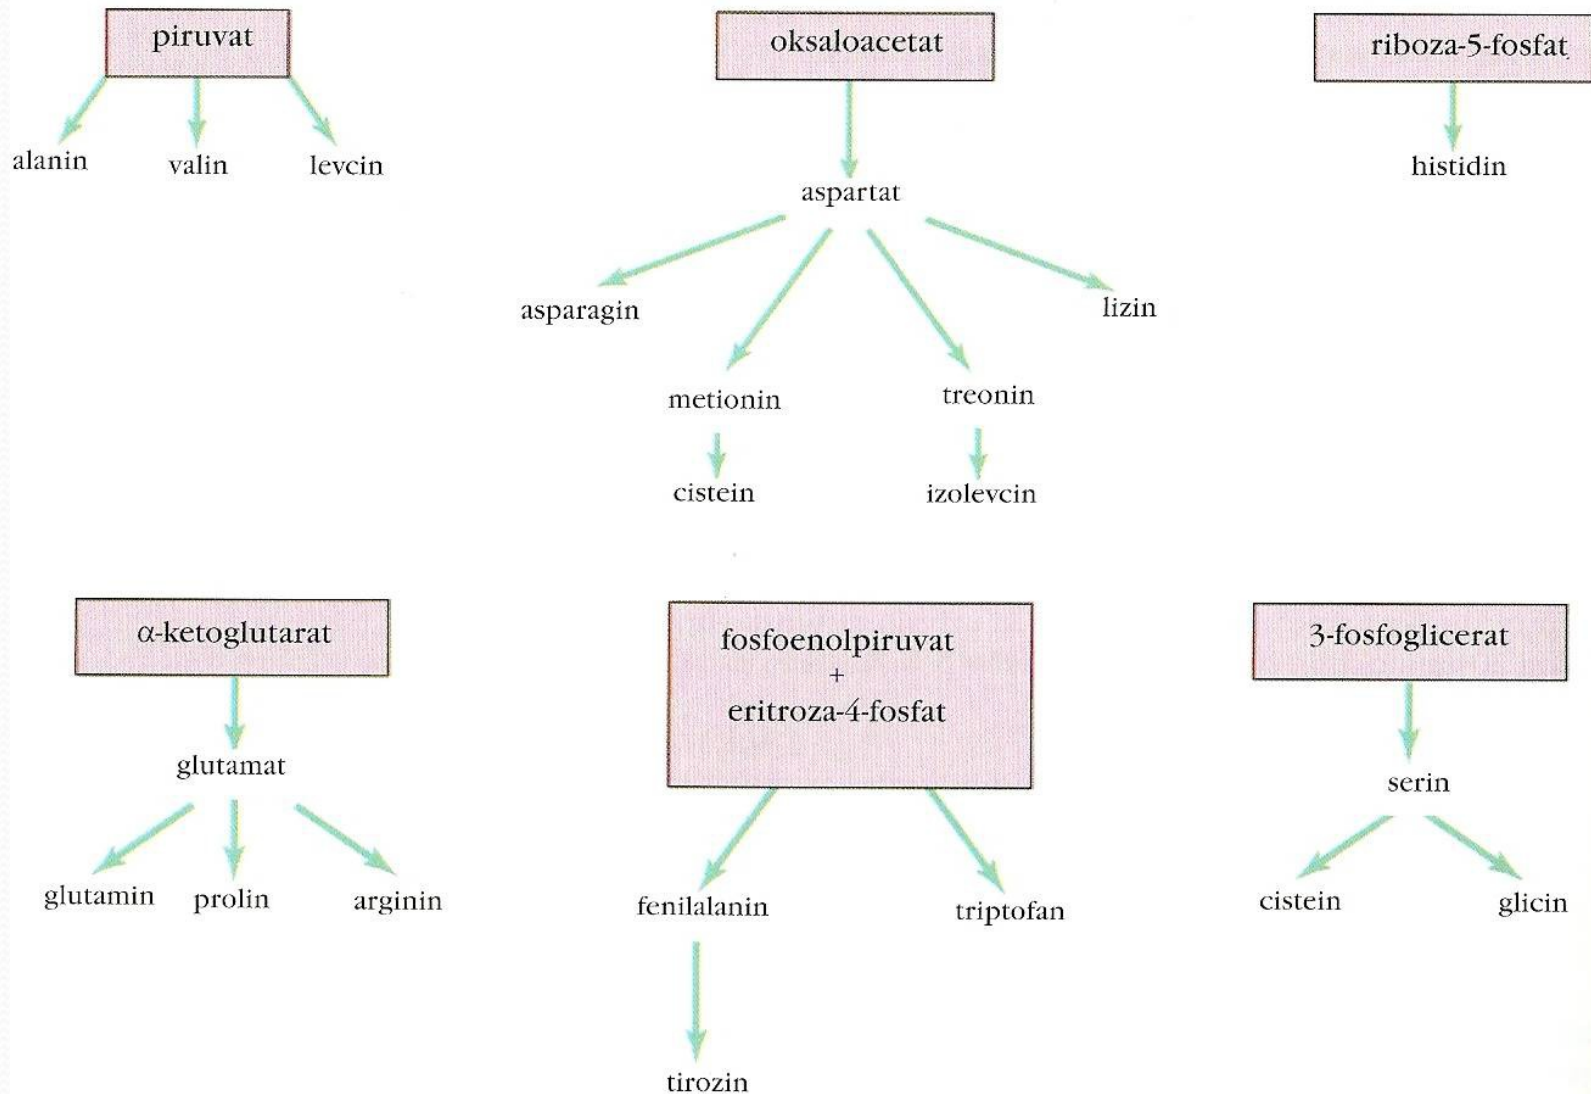 piruvat
alanin
valin
levcin
oksaloacetat
aspartat
asparagin
lizin
metionin
treonin
cistein
izolevcin
riboza-5-fosfat
histidin
α-ketoglutarat
glutamat
glutamin
prolin
arginin
fosfoenolpiruvat
+
eritroza-4-fosfat
fenilalanin
triptofan
tirozin
3-fosfoglicerat
serin
cistein
glicin